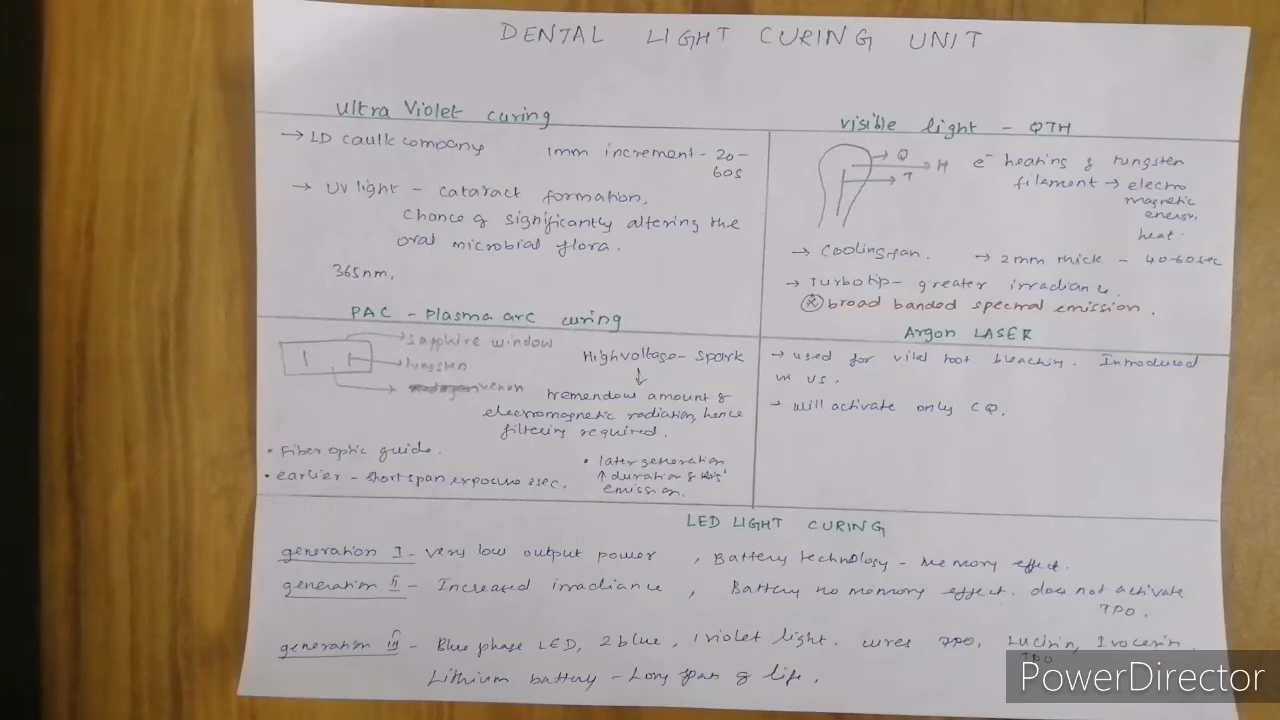 DENTAL LIGHT CURING UNIT
Ultra Violet curing
→ LD caulk company
1mm increment - 20-
60s
→ UV light - cataract formation,
Chance of significantly altering the
oral microbial flora.
365nm.
visible light - QTH
Q
H
T
e⁻ heating of tungsten
filament → electro
magnetic
energy,
heat.
→ Cooling fan.
→ 2mm thick - 40-60sec
→ Turbotip - greater irradiance.
broad banded spectral emission.
PAC - Plasma arc curing
sapphire window
tungsten
High voltage - spark
↓
tremendous amount of
electromagnetic radiation, hence
filtering required.
• Fiber optic guide.
• earlier - short span exposure 3sec.
• later generation
↑ duration of
emission.
Argon LASER
→ used for vital toot bleaching. Introduced
in US.
→ will activate only CQ.
LED LIGHT CURING
generation I - very low output power , Battery technology - memory effect.
generation II - Increased irradiance , Battery no memory effect. does not activate
TPO.
generation III - Blue phase LED, 2 blue, 1 violet light. cures PPD, Lucirin, Ivocerin.
TPO
Lithium battery - Long span of life.
PowerDirector